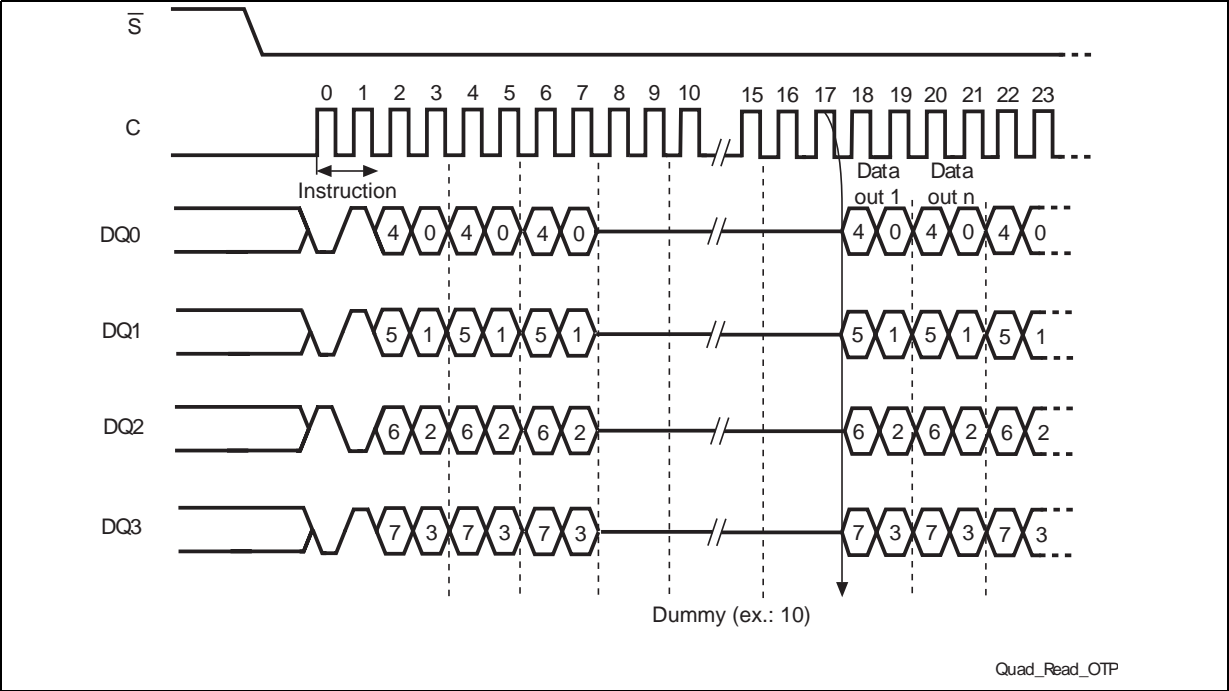 S
0 1 2 3 4 5 6 7 8 9 10 15 16 17 18 19 20 21 22 23
C
Instruction
Data out 1
Data out n
DQ0
4 0 4 0 4 0 4 0 4 0 4 0
DQ1
5 1 5 1 5 1 5 1 5 1 5 1
DQ2
6 2 6 2 6 2 6 2 6 2 6 2
DQ3
7 3 7 3 7 3 7 3 7 3 7 3
Dummy (ex.: 10)
Quad_Read_OTP